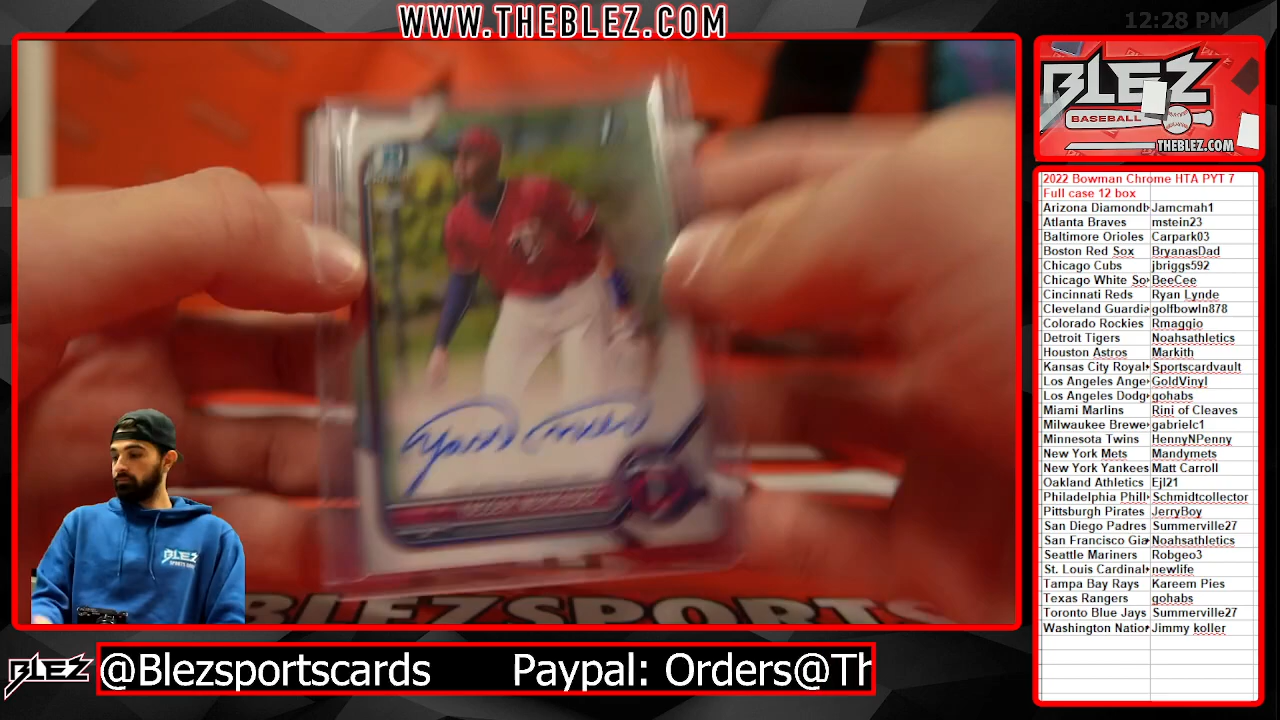 WWW.THEBLEZ.COM
12:28 PM
BLEZ
BASEBALL
THEBLEZ.COM
2022 Bowman Chrome HTA PYT 7
Full case 12 box
Arizona Diamondb Jamcmah1
Atlanta Braves mstein23
Baltimore Orioles Carpark03
Boston Red Sox BryanasDad
Chicago Cubs jbriggs592
Chicago White So BeeCee
Cincinnati Reds Ryan Lynde
Cleveland Guardia golfbowln878
Colorado Rockies Rmaggio
Detroit Tigers Noahsathletics
Houston Astros Markith
Kansas City Royal Sportscardvault
Los Angeles Ange GoldVinyl
Los Angeles Dodg gohabs
Miami Marlins Rini of Cleaves
Milwaukee Brewe gabrielc1
Minnesota Twins HennyNPenny
New York Mets Mandymets
New York Yankees Matt Carroll
Oakland Athletics Ejl21
Philadelphia Phill Schmidtcollector
Pittsburgh Pirates JerryBoy
San Diego Padres Summerville27
San Francisco Gia Noahsathletics
Seattle Mariners Robgeo3
St. Louis Cardinal newlife
Tampa Bay Rays Kareem Pies
Texas Rangers gohabs
Toronto Blue Jays Summerville27
Washington Natio Jimmy koller
BLEZ
BLEZSPORTS
BLEZ
@Blezsportscards Paypal: Orders@Th